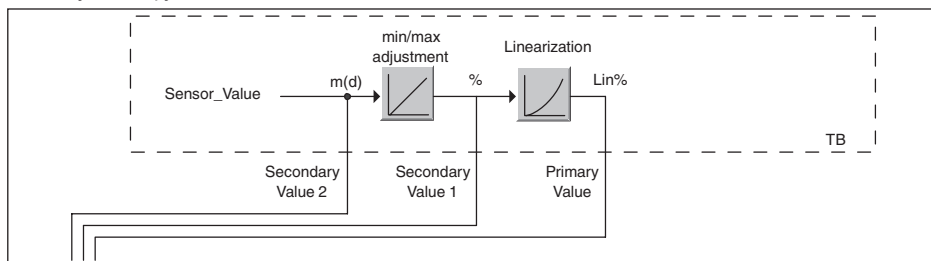 min/max
adjustment
Linearization
Sensor_Value
m(d)
%
Lin%
TB
Secondary
Value 2
Secondary
Value 1
Primary
Value